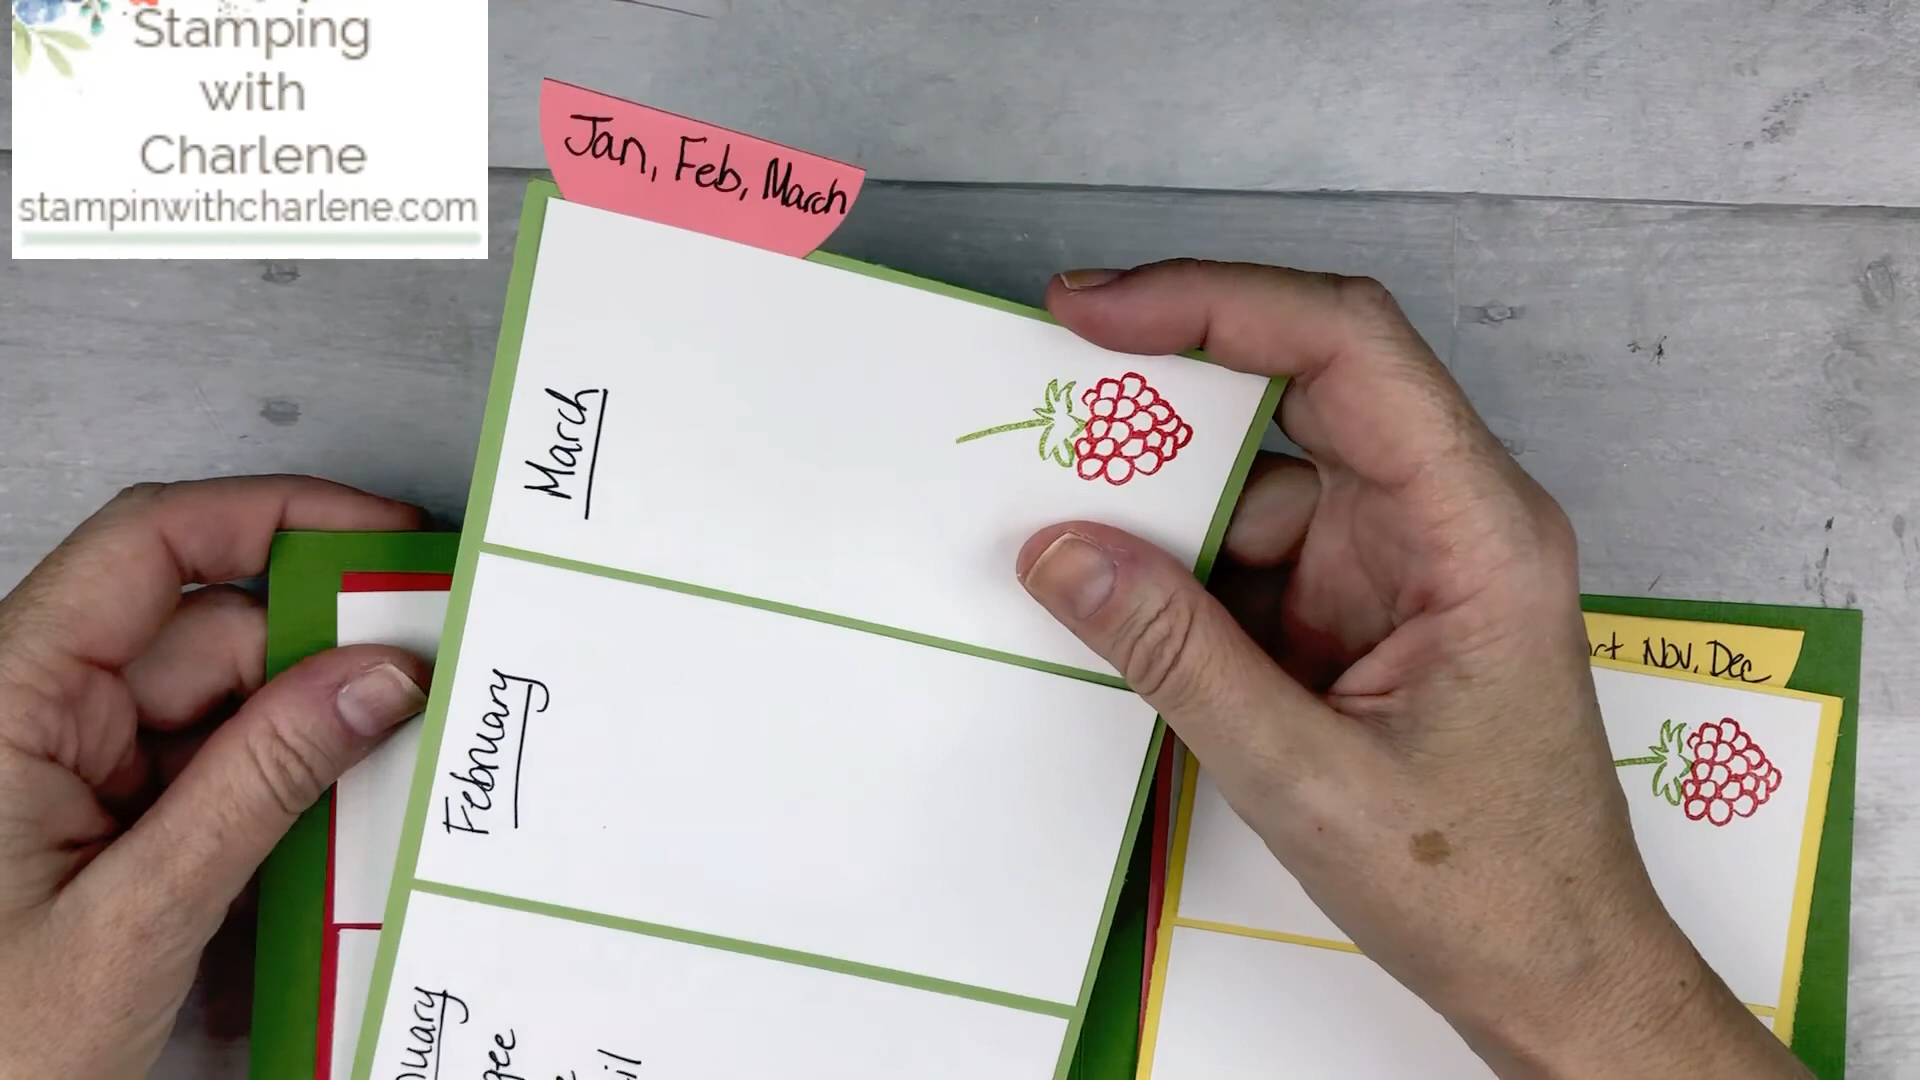 Stamping
with
Charlene
stampinwithcharlene.com
Jan, Feb, March
March
February
Nov, Dec